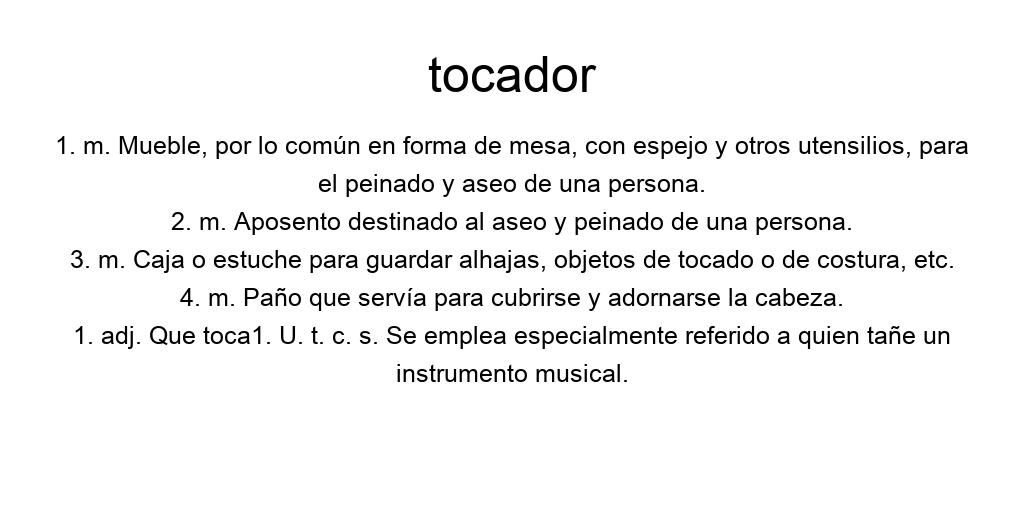 tocador
1. m. Mueble, por lo común en forma de mesa, con espejo y otros utensilios, para
el peinado y aseo de una persona.
2. m. Aposento destinado al aseo y peinado de una persona.
3. m. Caja o estuche para guardar alhajas, objetos de tocado o de costura, etc.
4. m. Paño que servía para cubrirse y adornarse la cabeza.
1. adj. Que toca1. U. t. c. s. Se emplea especialmente referido a quien tañe un
instrumento musical.